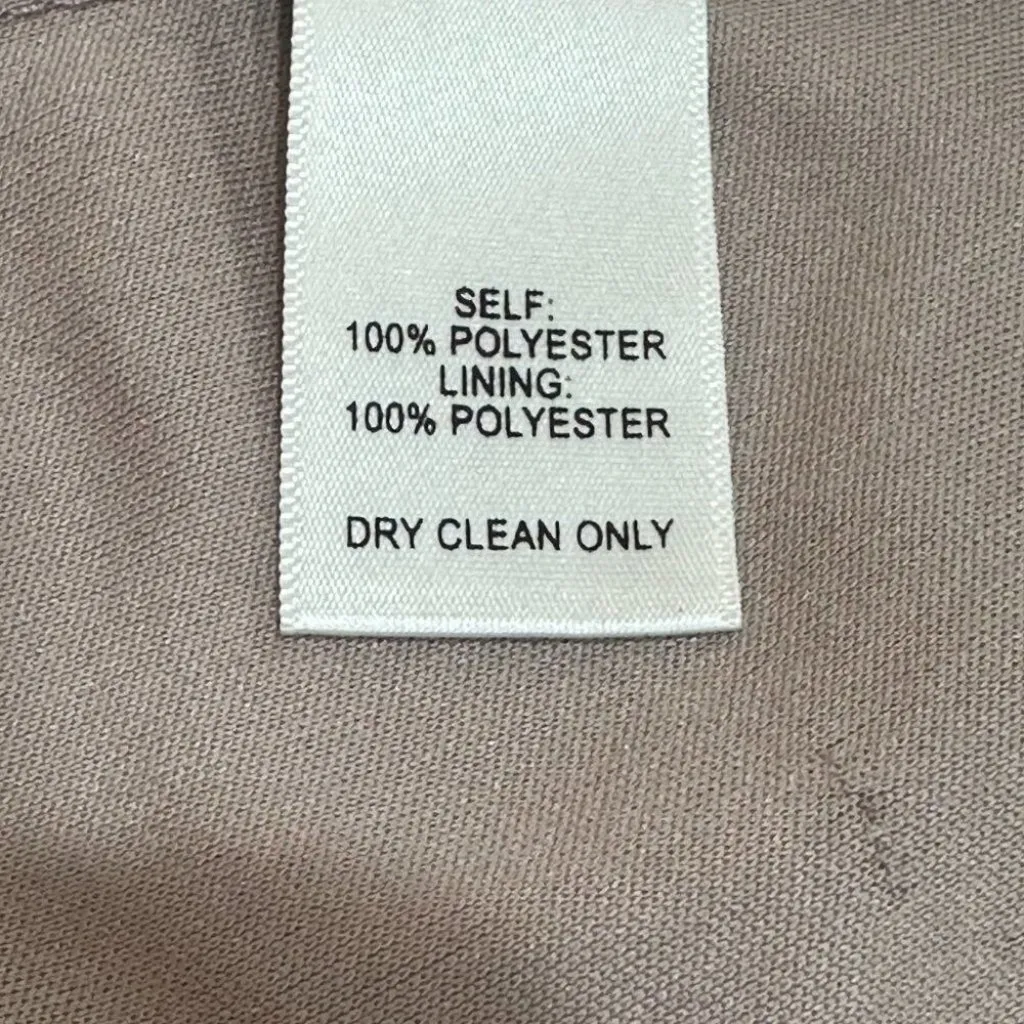 SELF:
100% POLYESTER
LINING:
100% POLYESTER
DRY CLEAN ONLY